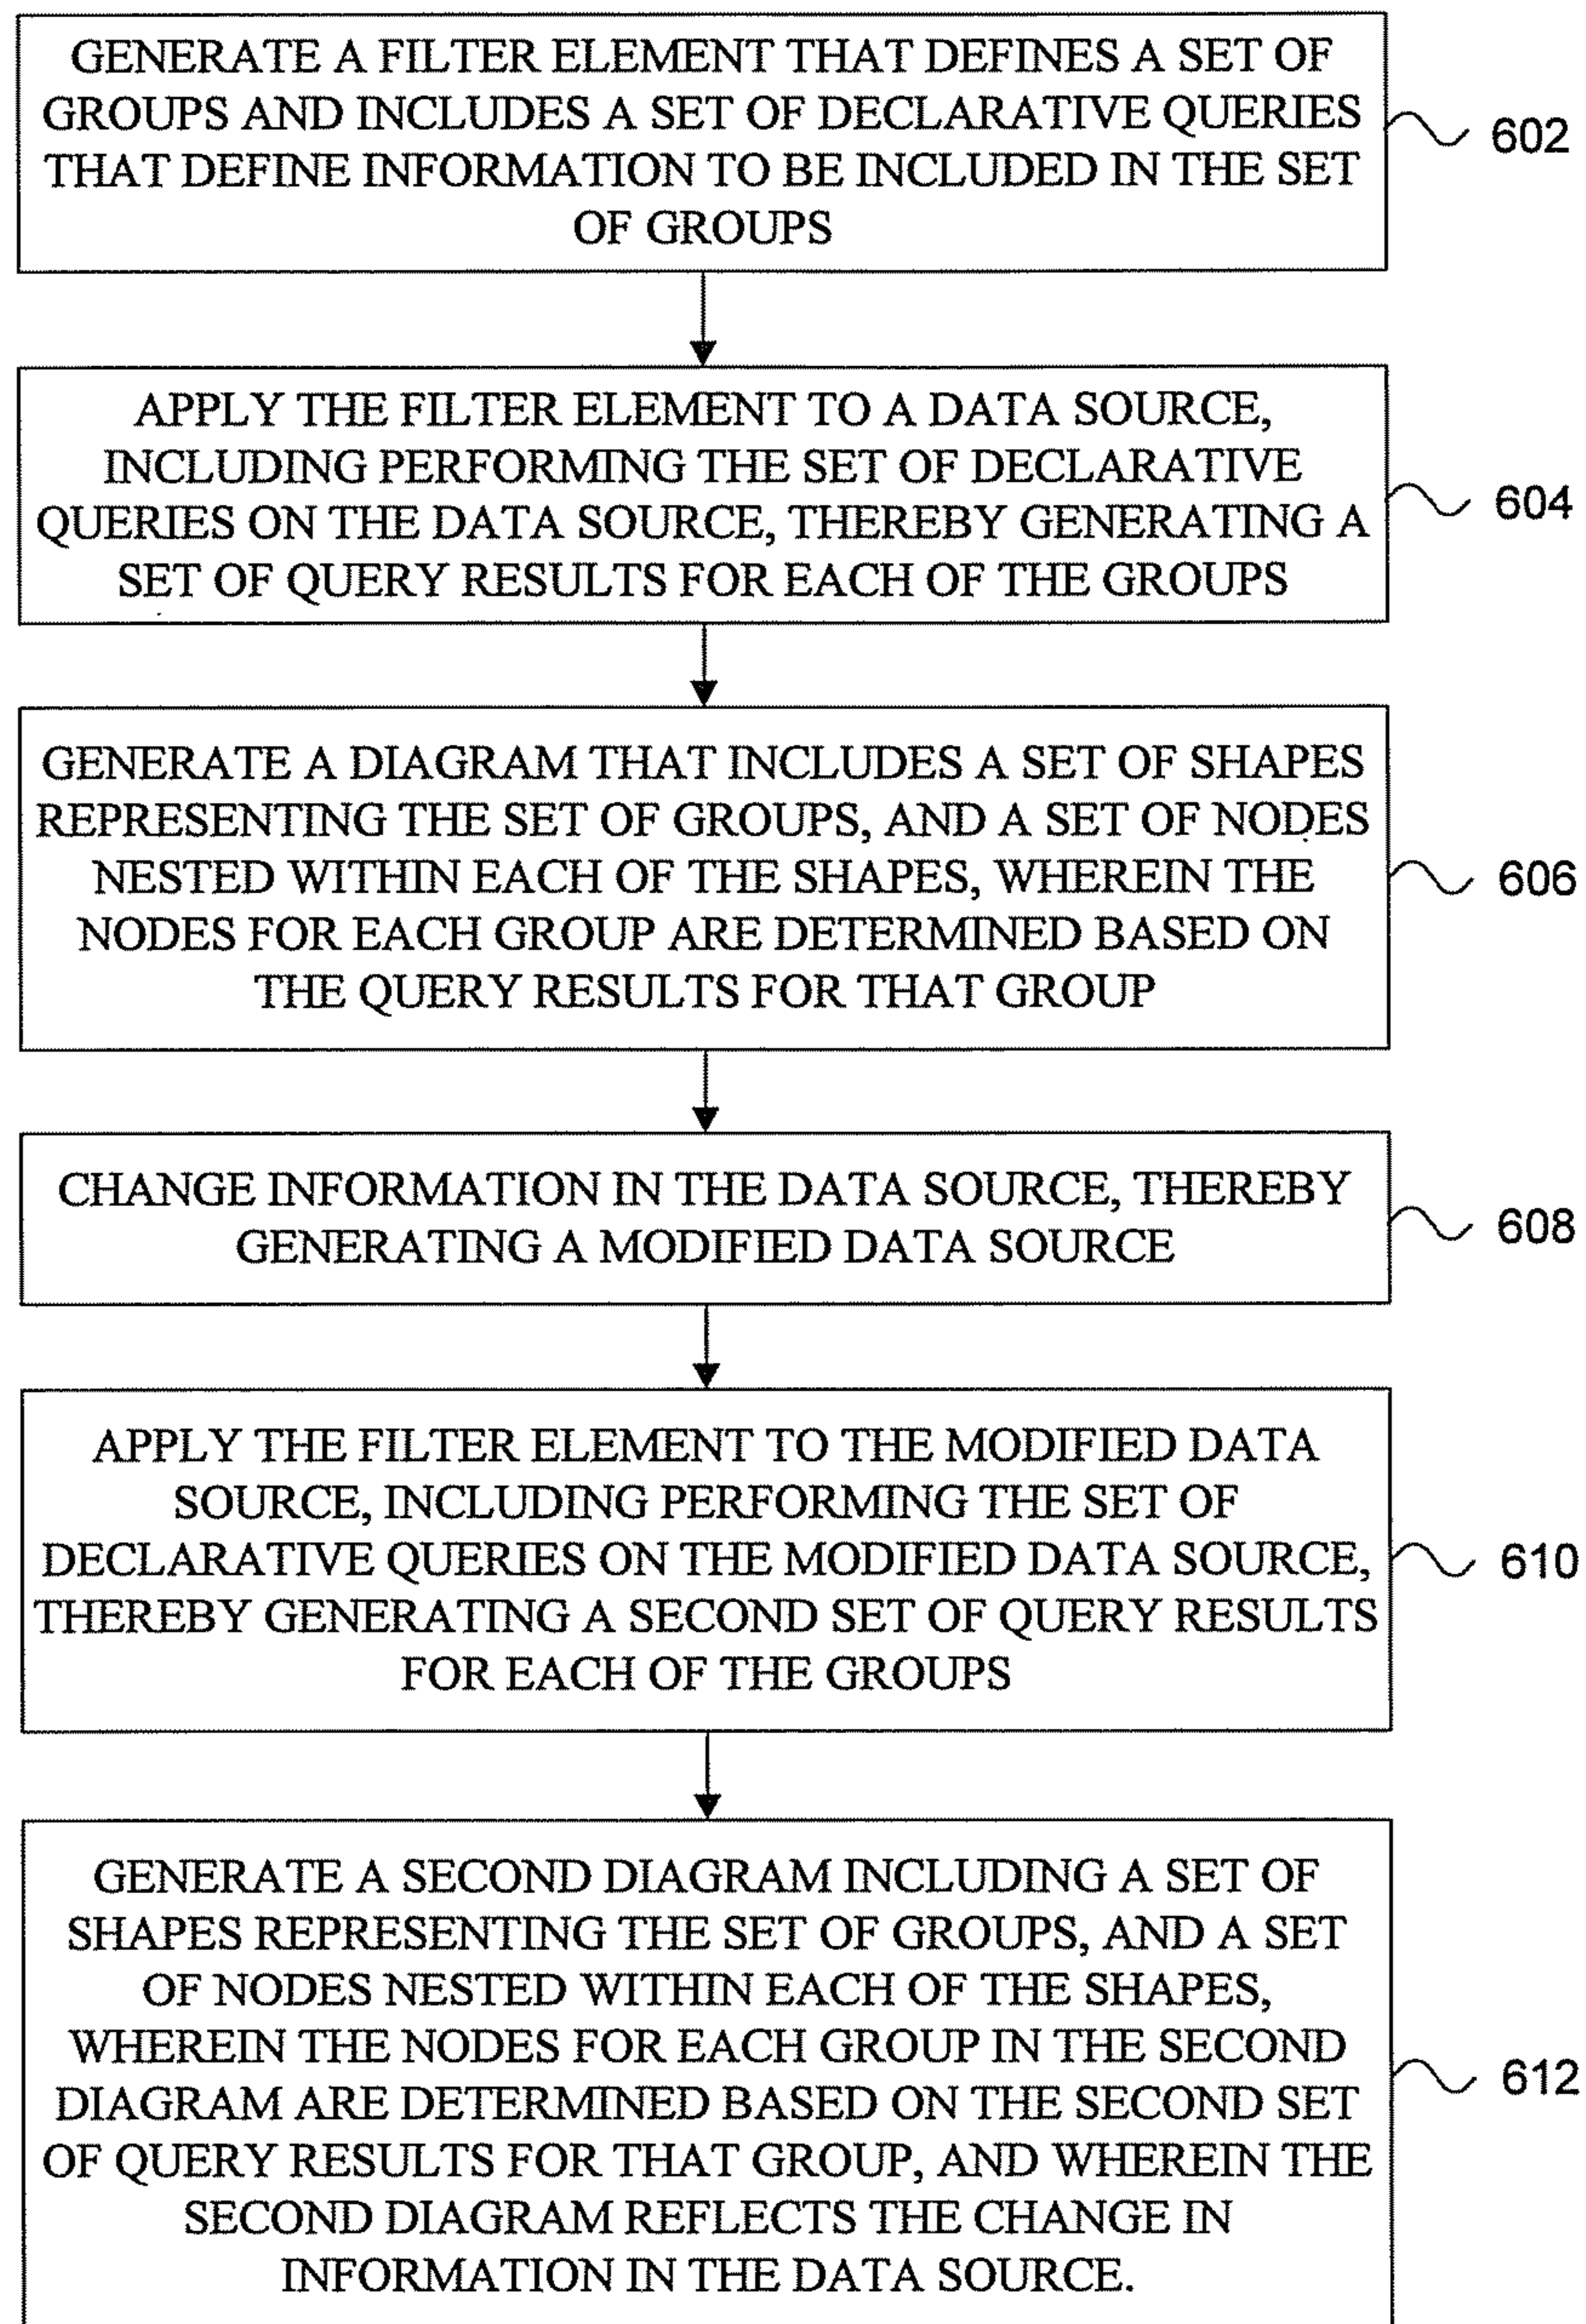 GENERATE A FILTER ELEMENT THAT DEFINES A SET OF
GROUPS AND INCLUDES A SET OF DECLARATIVE QUERIES
THAT DEFINE INFORMATION TO BE INCLUDED IN THE SET
OF GROUPS
602
APPLY THE FILTER ELEMENT TO A DATA SOURCE,
INCLUDING PERFORMING THE SET OF DECLARATIVE
QUERIES ON THE DATA SOURCE, THEREBY GENERATING A
SET OF QUERY RESULTS FOR EACH OF THE GROUPS
604
GENERATE A DIAGRAM THAT INCLUDES A SET OF SHAPES
REPRESENTING THE SET OF GROUPS, AND A SET OF NODES
NESTED WITHIN EACH OF THE SHAPES, WHEREIN THE
NODES FOR EACH GROUP ARE DETERMINED BASED ON
THE QUERY RESULTS FOR THAT GROUP
606
CHANGE INFORMATION IN THE DATA SOURCE, THEREBY
GENERATING A MODIFIED DATA SOURCE
608
APPLY THE FILTER ELEMENT TO THE MODIFIED DATA
SOURCE, INCLUDING PERFORMING THE SET OF
DECLARATIVE QUERIES ON THE MODIFIED DATA SOURCE,
THEREBY GENERATING A SECOND SET OF QUERY RESULTS
FOR EACH OF THE GROUPS
610
GENERATE A SECOND DIAGRAM INCLUDING A SET OF
SHAPES REPRESENTING THE SET OF GROUPS, AND A SET
OF NODES NESTED WITHIN EACH OF THE SHAPES,
WHEREIN THE NODES FOR EACH GROUP IN THE SECOND
DIAGRAM ARE DETERMINED BASED ON THE SECOND SET
OF QUERY RESULTS FOR THAT GROUP, AND WHEREIN THE
SECOND DIAGRAM REFLECTS THE CHANGE IN
INFORMATION IN THE DATA SOURCE.
612